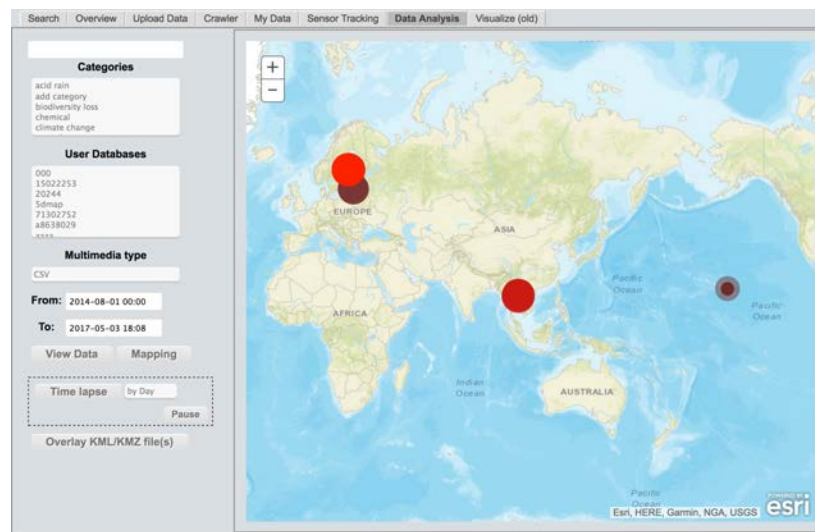 Search Overview Upload Data Crawler My Data Sensor Tracking Data Analysis Visualize (old)
Categories
acid rain
add category
biodiversity loss
chemical
climate change
User Databases
000
15022253
20244
5dmap
71302752
a8638029
Multimedia type
CSV
From: 2014-08-01 00:00
To: 2017-05-03 18:08
View Data Mapping
Time lapse by Day
Pause
Overlay KML/KMZ file(s)
+
−
EUROPE
ASIA
AFRICA
Pacific
Ocean
Pacific
Ocean
Indian
Ocean
AUSTRALIA
Pacific
Esri, HERE, Garmin, NGA, USGS
POWERED BY
esri